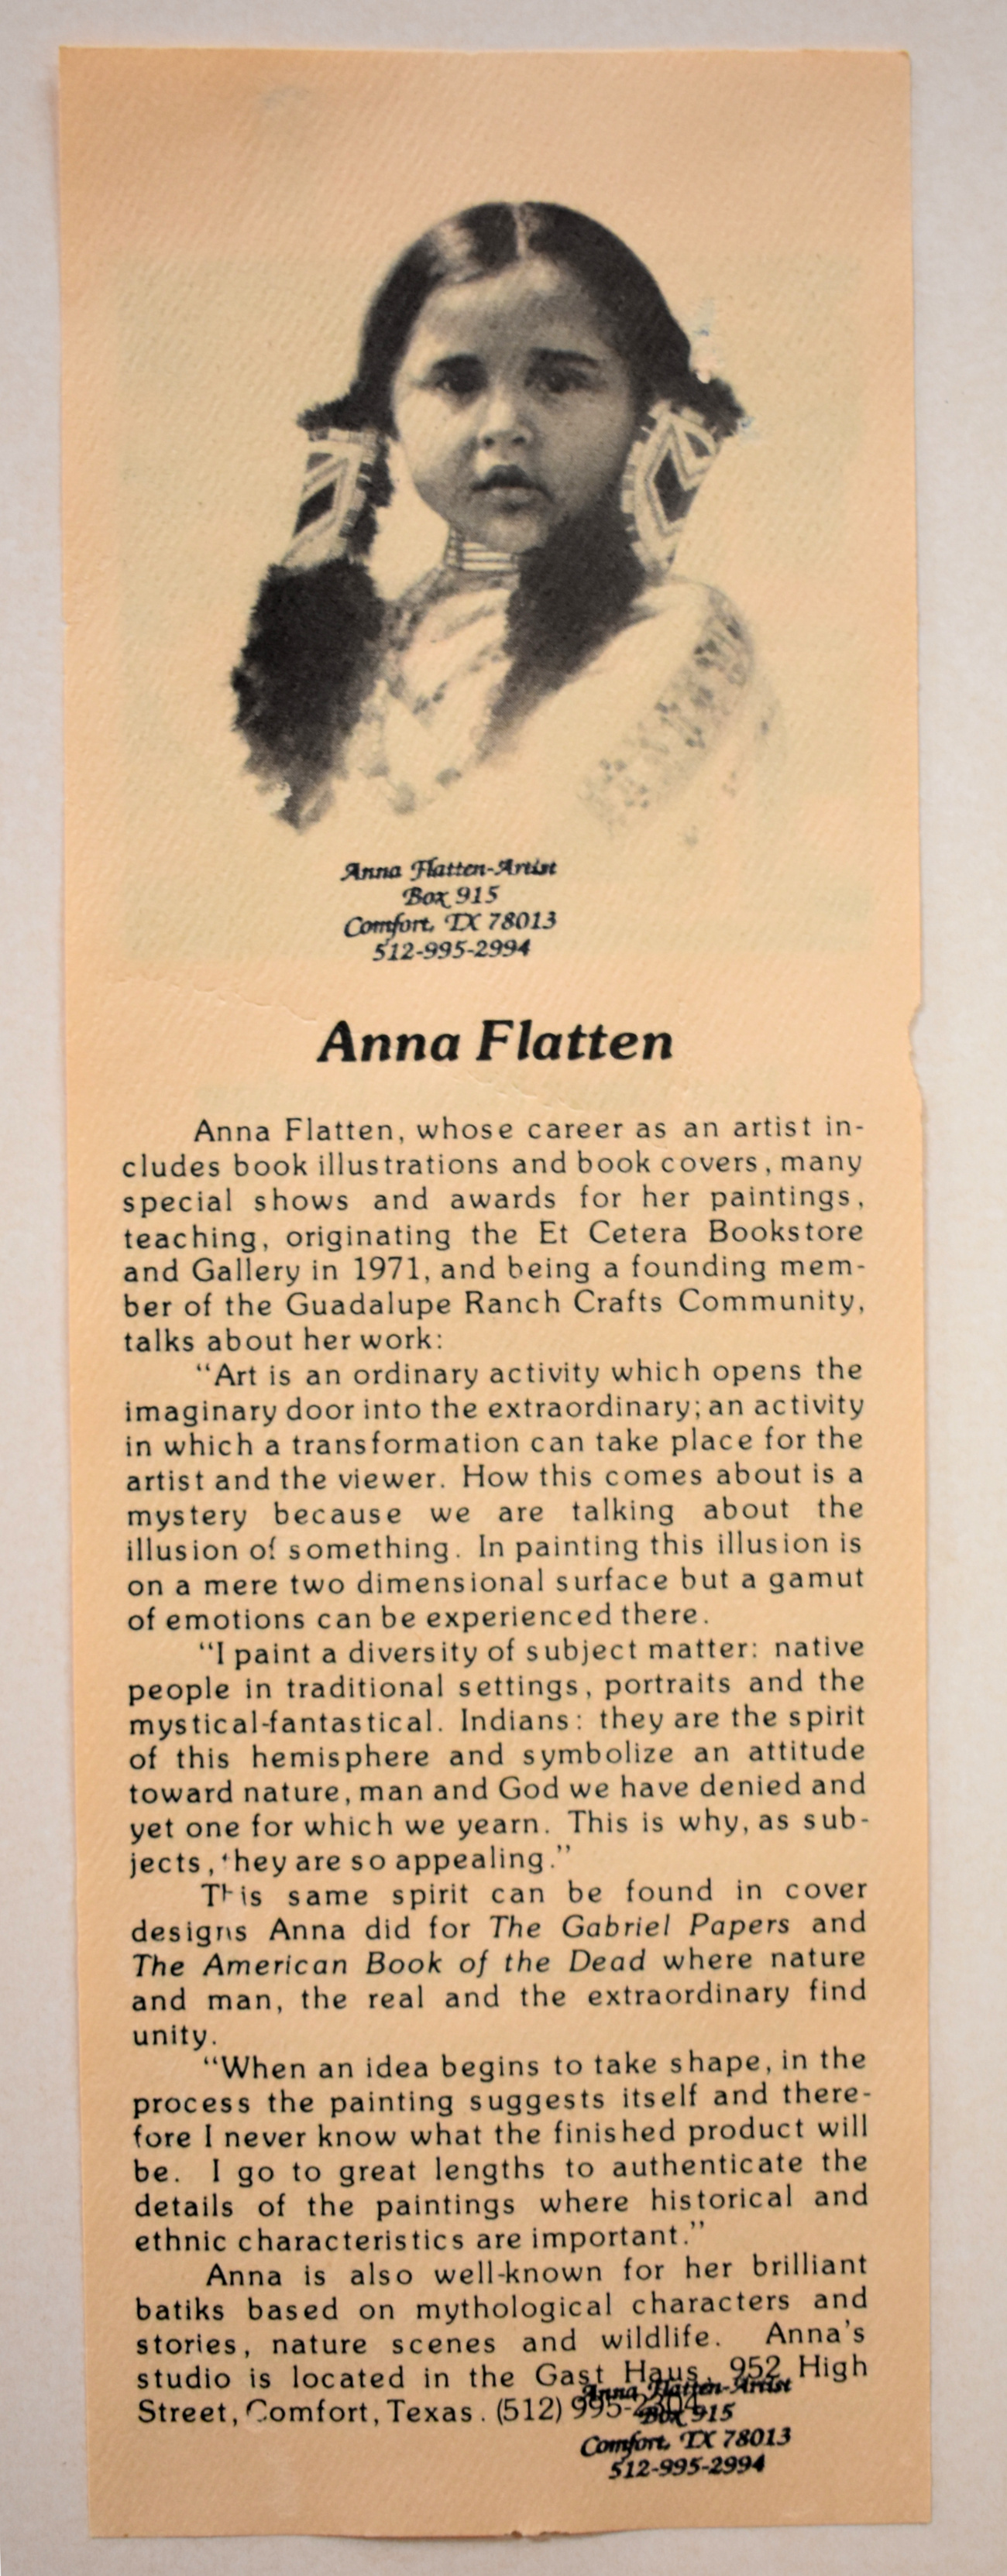 Anna Flatten-Artist
Box 915
Comfort, TX 78013
512-995-2994
Anna Flatten
Anna Flatten, whose career as an artist in-
cludes book illustrations and book covers, many
special shows and awards for her paintings,
teaching, originating the Et Cetera Bookstore
and Gallery in 1971, and being a founding mem-
ber of the Guadalupe Ranch Crafts Community,
talks about her work:
“Art is an ordinary activity which opens the
imaginary door into the extraordinary; an activity
in which a transformation can take place for the
artist and the viewer. How this comes about is a
mystery because we are talking about the
illusion of something. In painting this illusion is
on a mere two dimensional surface but a gamut
of emotions can be experienced there.
“I paint a diversity of subject matter: native
people in traditional settings, portraits and the
mystical-fantastical. Indians: they are the spirit
of this hemisphere and symbolize an attitude
toward nature, man and God we have denied and
yet one for which we yearn. This is why, as sub-
jects, they are so appealing.”
This same spirit can be found in cover
designs Anna did for The Gabriel Papers and
The American Book of the Dead where nature
and man, the real and the extraordinary find
unity.
“When an idea begins to take shape, in the
process the painting suggests itself and there-
fore I never know what the finished product will
be. I go to great lengths to authenticate the
details of the paintings where historical and
ethnic characteristics are important.”
Anna is also well-known for her brilliant
batiks based on mythological characters and
stories, nature scenes and wildlife. Anna's
studio is located in the Gast Haus, 952 High
Street, Comfort, Texas. (512)
Anna Flatten-Artist
Box 915
Comfort, TX 78013
512-995-2994